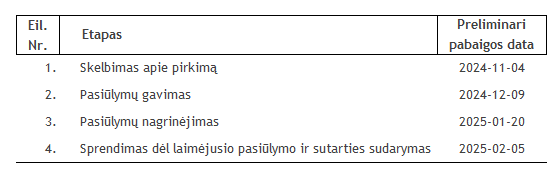 Eil. Nr. Etapas Preliminari pabaigos data
1. Skelbimas apie pirkimą 2024-11-04
2. Pasiūlymų gavimas 2024-12-09
3. Pasiūlymų nagrinėjimas 2025-01-20
4. Sprendimas dėl laimėjusio pasiūlymo ir sutarties sudarymas 2025-02-05